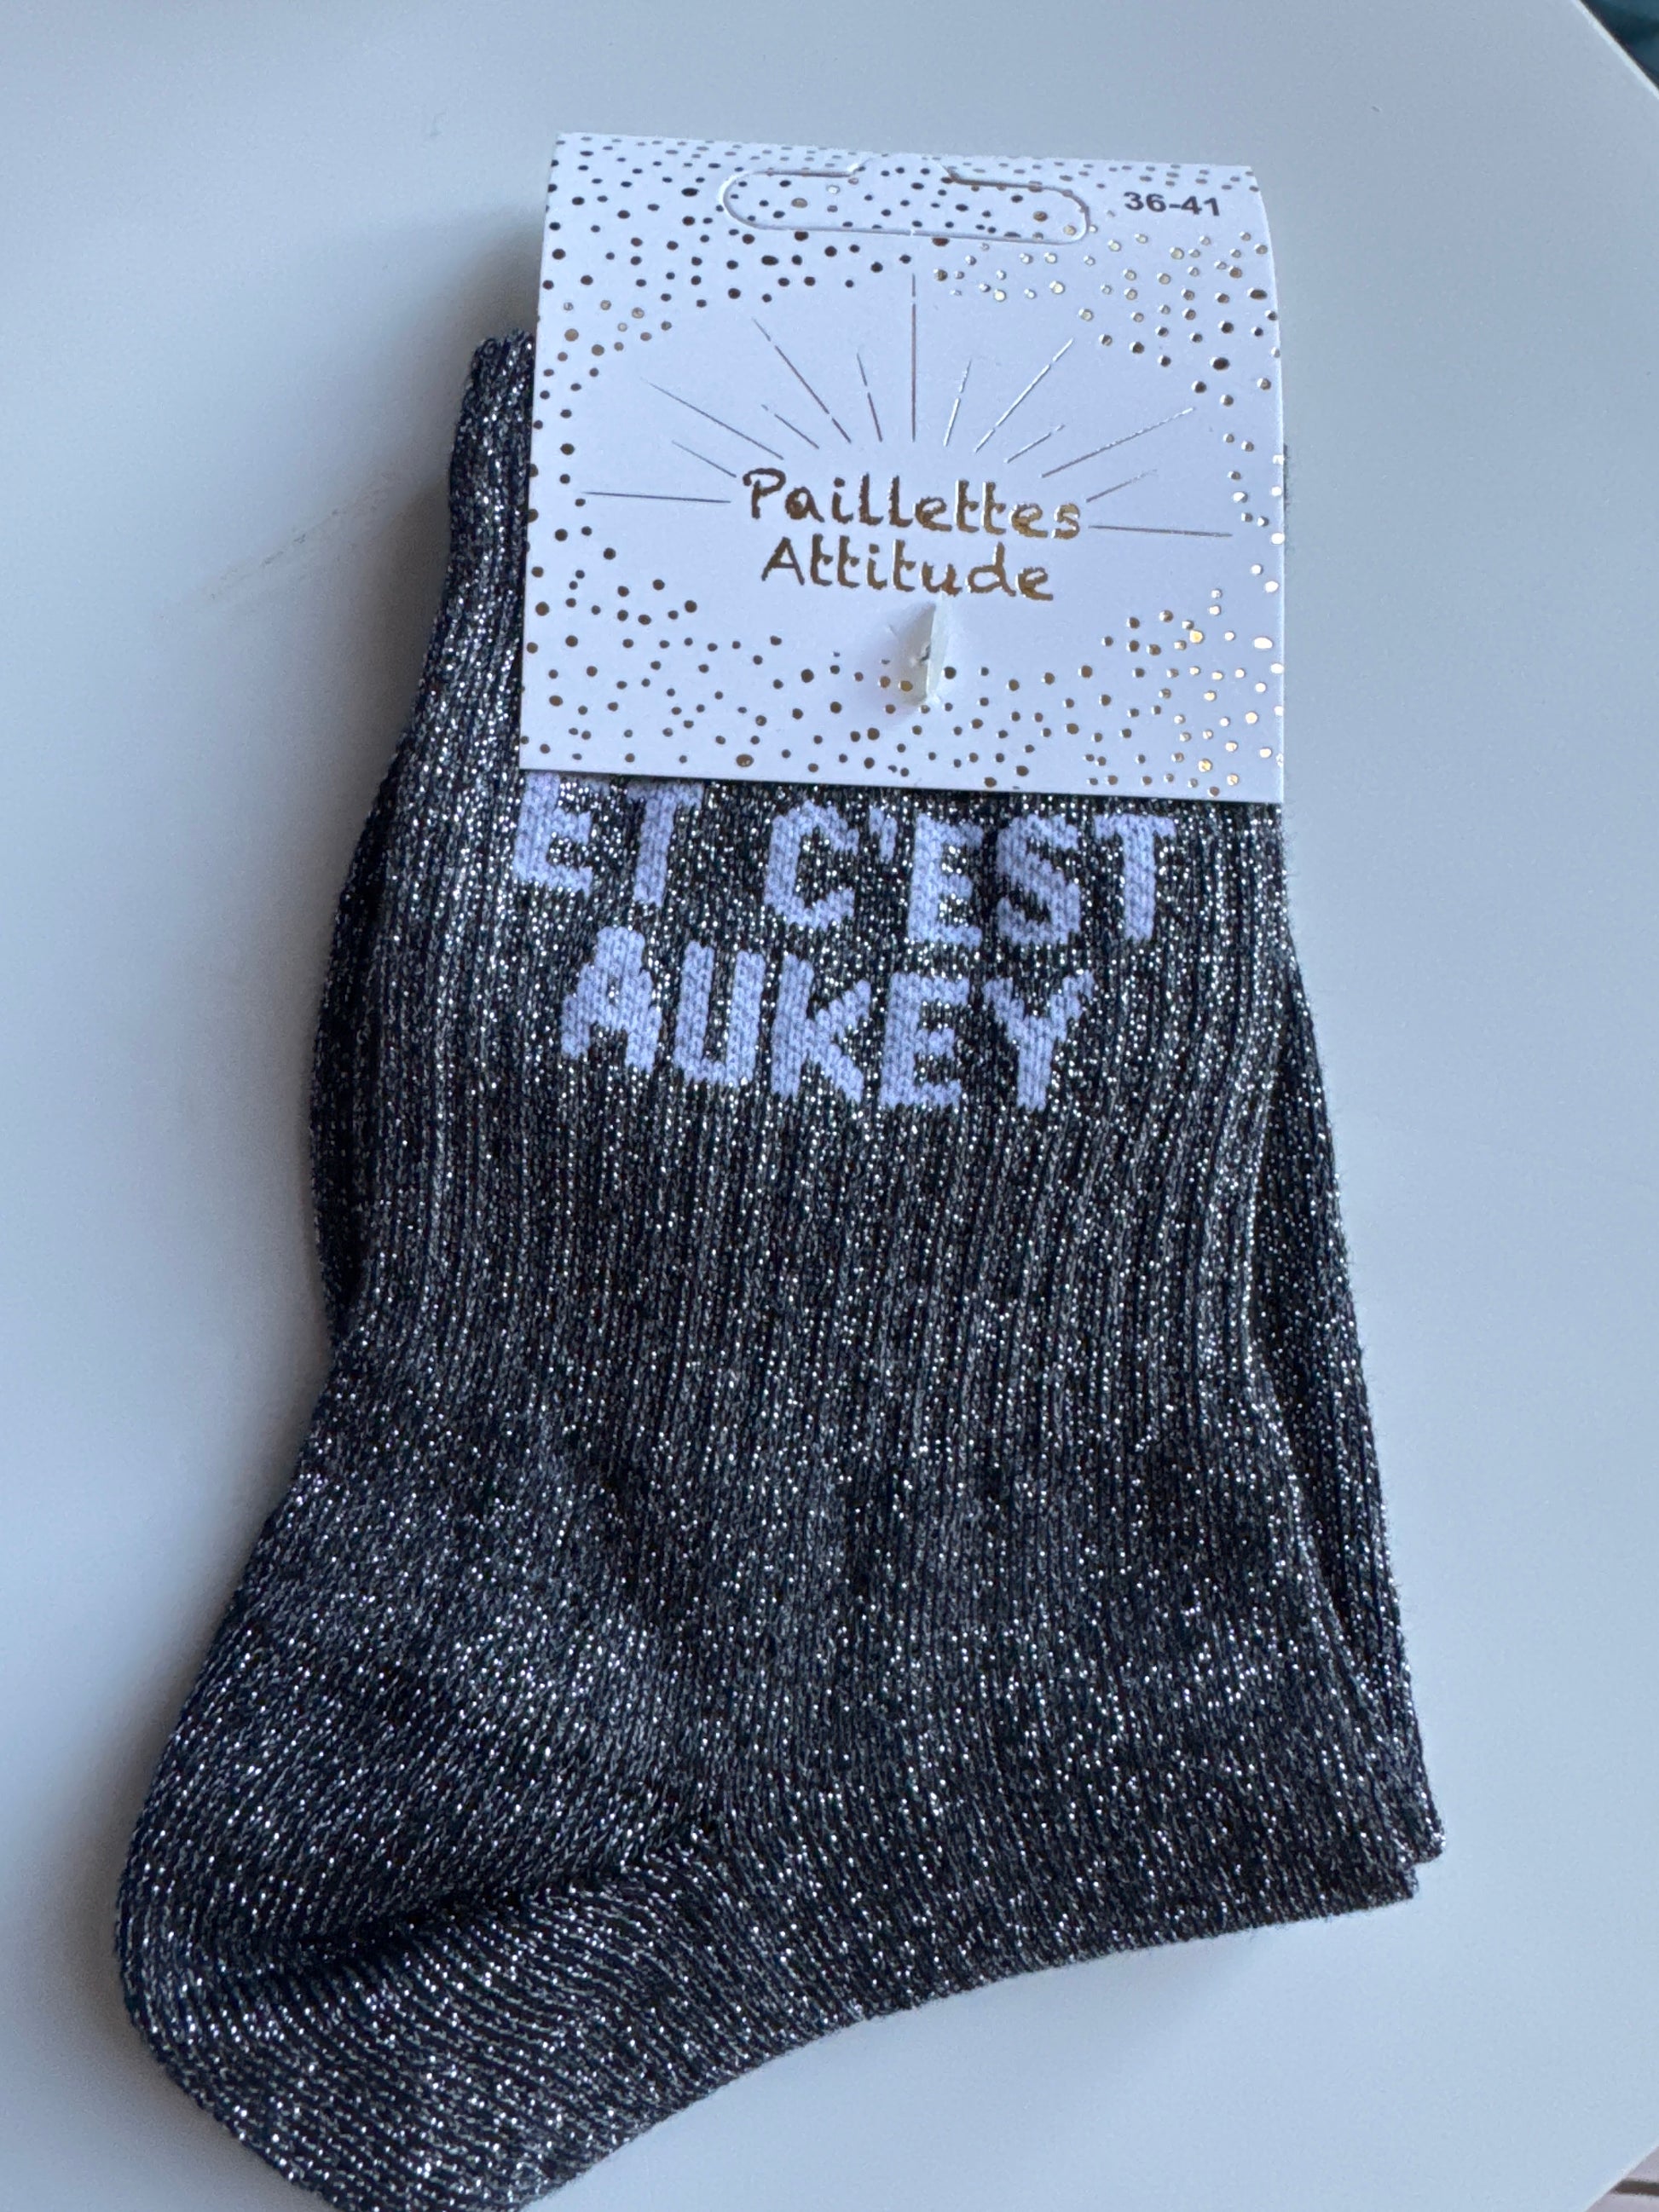 36-41
Paillettes
Attitude
ET C'EST
AUKEY